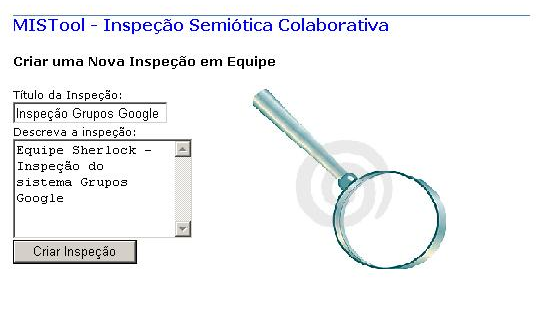 MISTool - Inspeção Semiótica Colaborativa
Criar uma Nova Inspeção em Equipe
Título da Inspeção:
Inspeção Grupos Google
Descreva a inspeção:
Equipe Sherlock -
Inspeção do
sistema Grupos
Google
Criar Inspeção